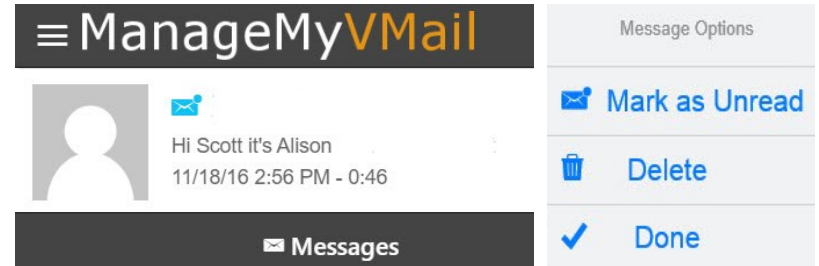 ManageMyVMail
Hi Scott it's Alison
11/18/16 2:56 PM - 0:46
Messages
Message Options
Mark as Unread
Delete
Done